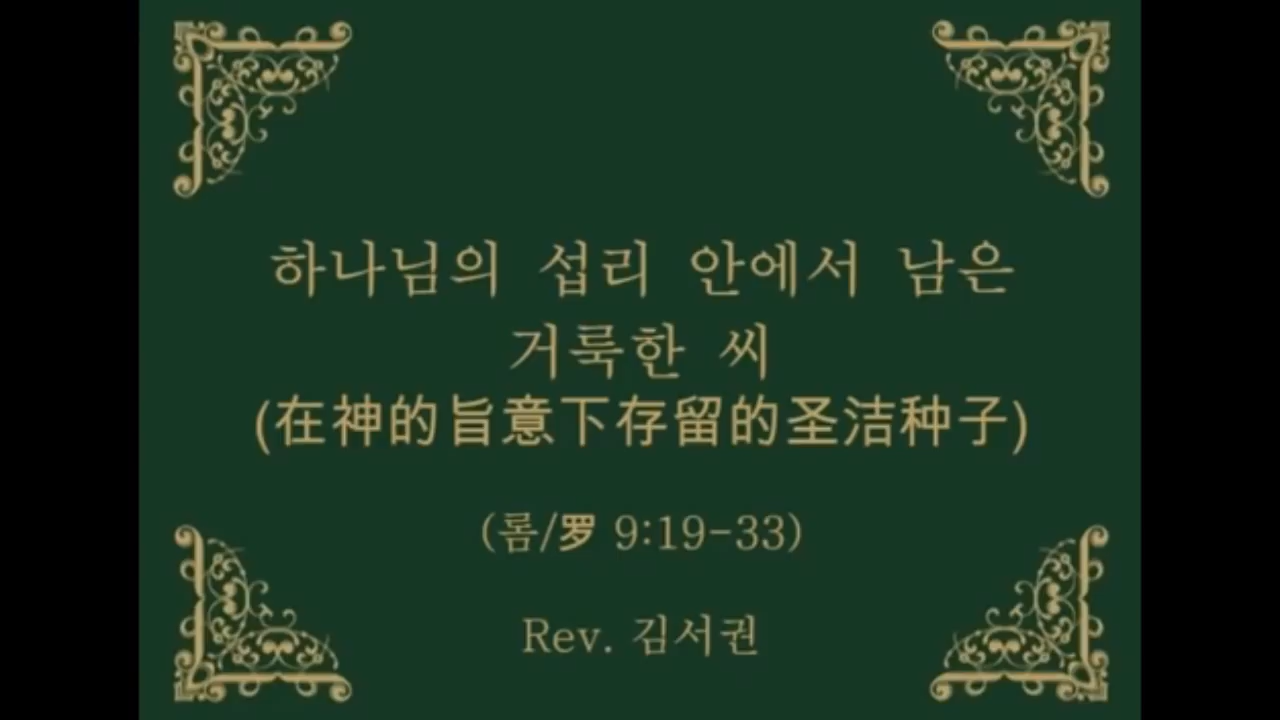 하나님의 섭리 안에서 남은
거룩한 씨
(在神的旨意下存留的圣洁种子)
(롬/罗 9:19-33)
Rev. 김서권